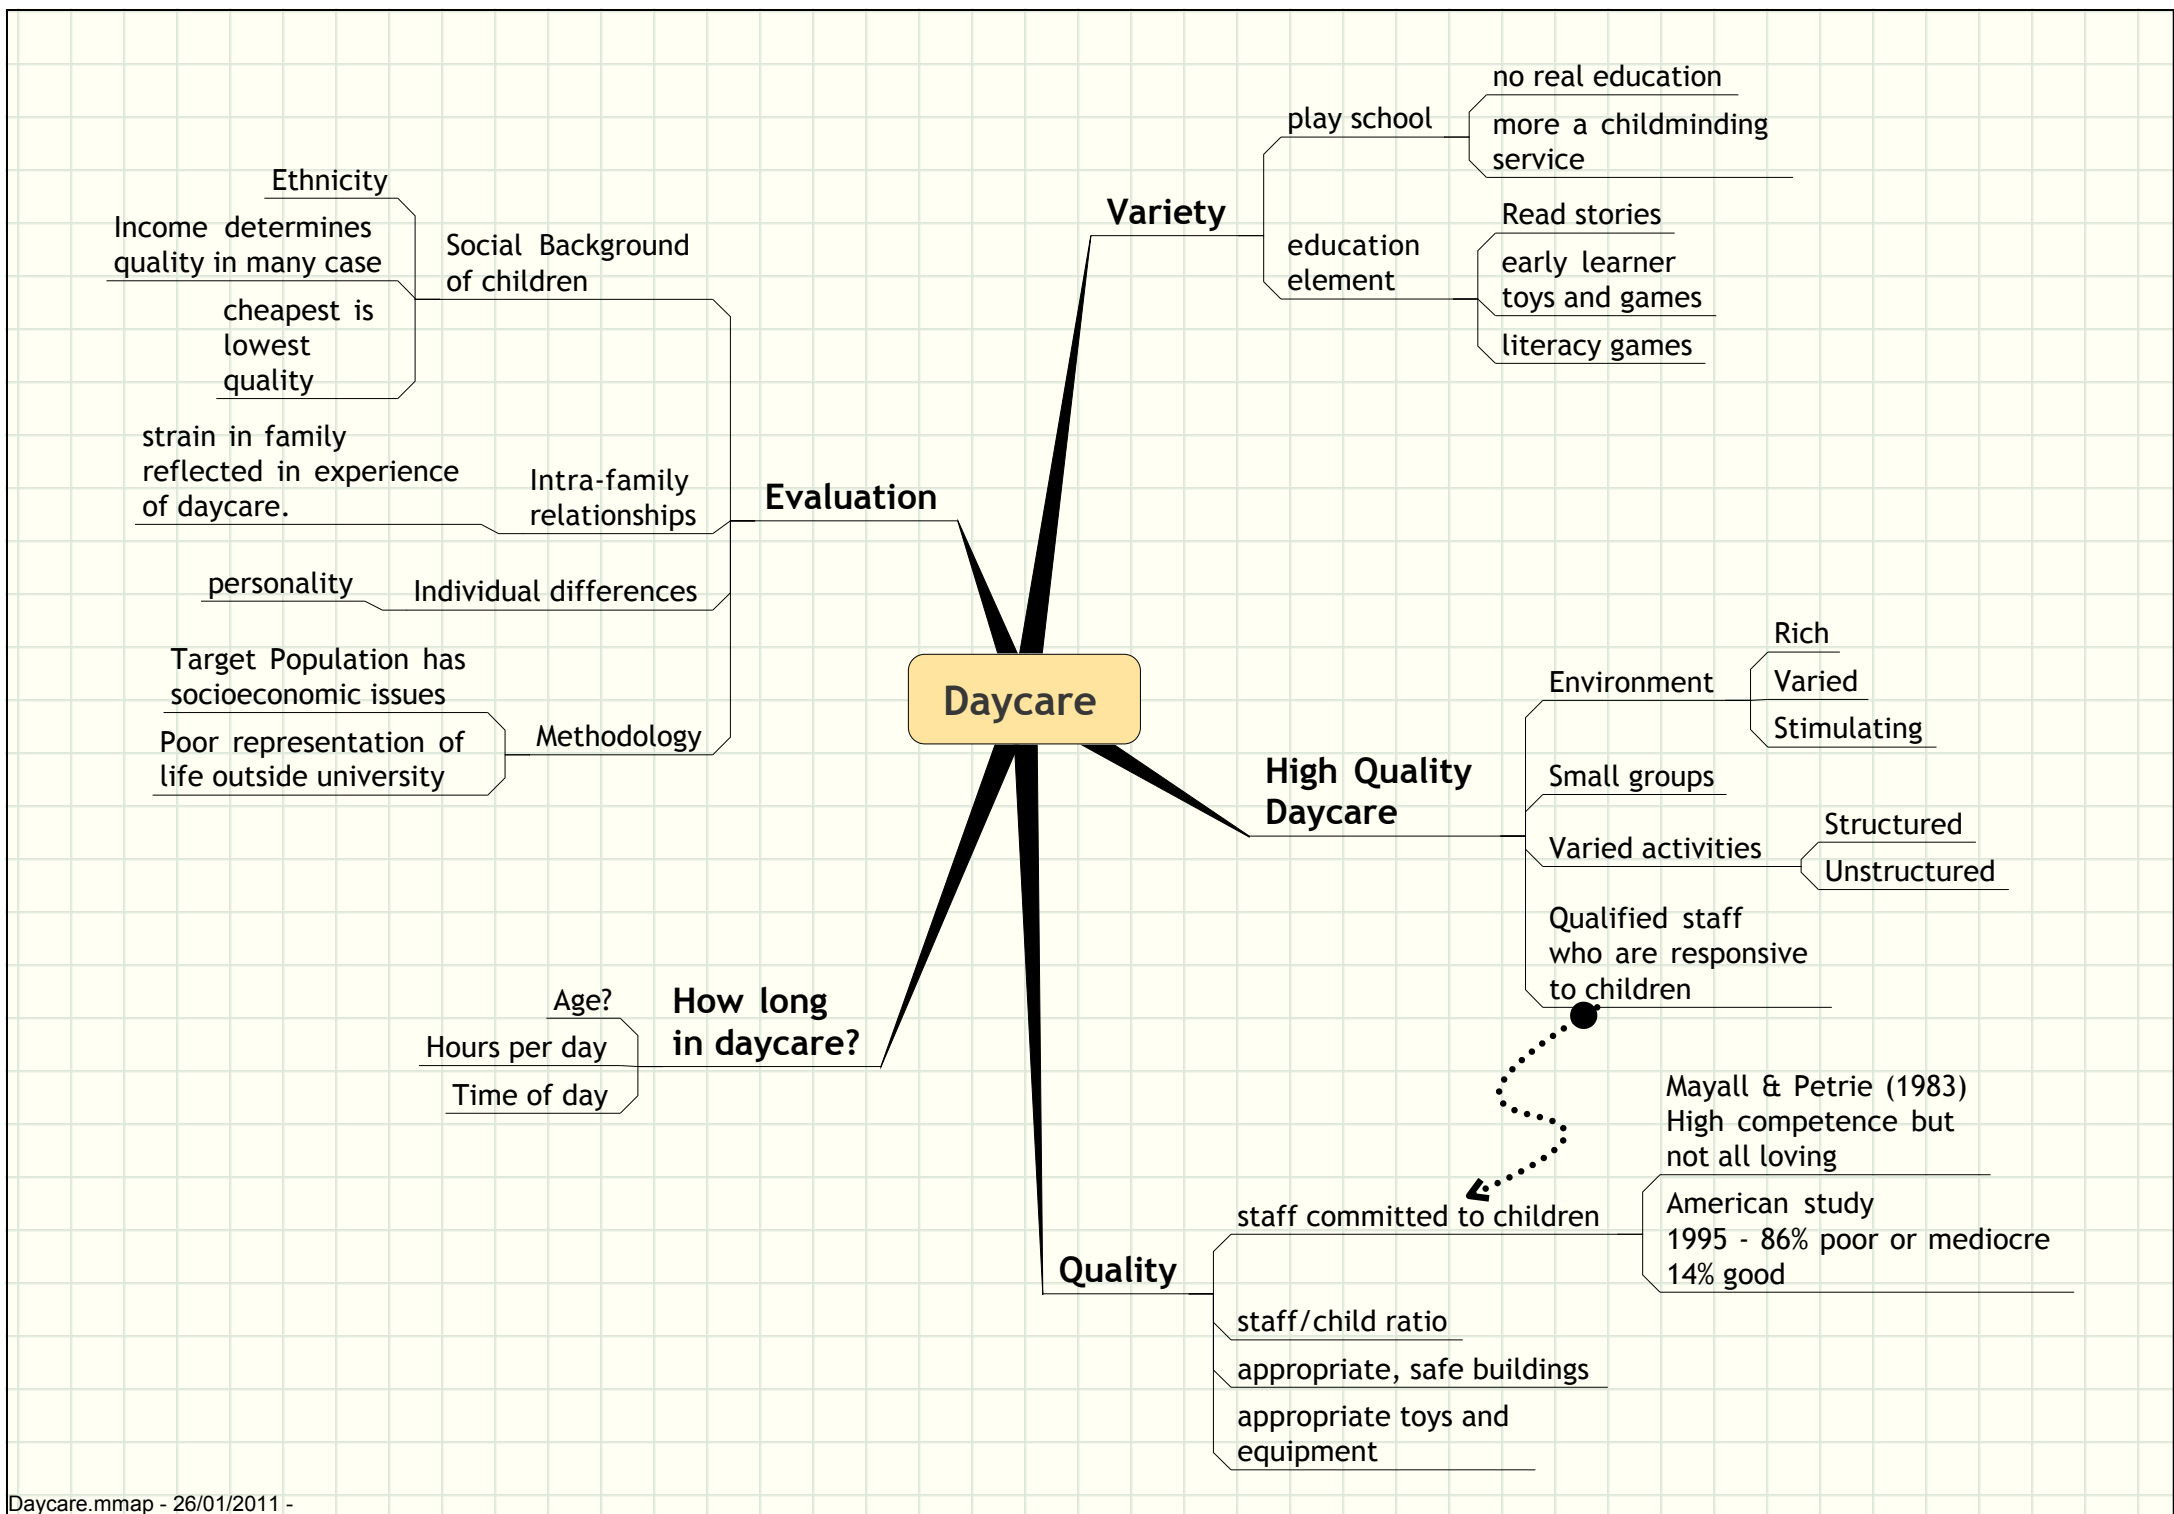 Daycare
Variety
play school
no real education
more a childminding
service
education
element
Read stories
early learner
toys and games
literacy games
High Quality
Daycare
Environment
Rich
Varied
Stimulating
Small groups
Varied activities
Structured
Unstructured
Qualified staff
who are responsive
to children
Quality
staff committed to children
Mayall & Petrie (1983)
High competence but
not all loving
American study
1995 - 86% poor or mediocre
14% good
staff/child ratio
appropriate, safe buildings
appropriate toys and
equipment
How long
in daycare?
Age?
Hours per day
Time of day
Evaluation
Social Background
of children
Ethnicity
Income determines
quality in many case
cheapest is
lowest
quality
Intra-family
relationships
strain in family
reflected in experience
of daycare.
Individual differences
personality
Methodology
Target Population has
socioeconomic issues
Poor representation of
life outside university
Daycare.mmap - 26/01/2011 -